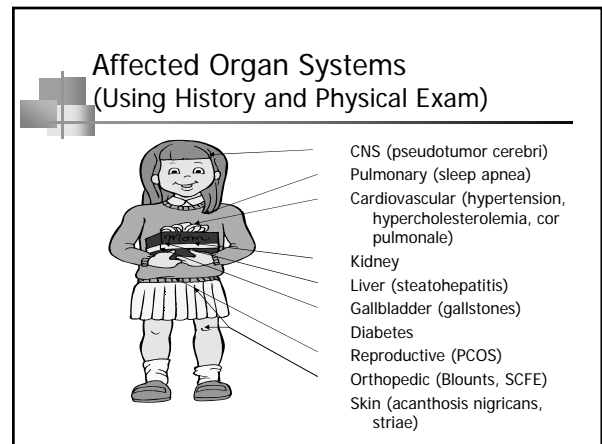 Affected Organ Systems
(Using History and Physical Exam)
CNS (pseudotumor cerebri)
Pulmonary (sleep apnea)
Cardiovascular (hypertension,
hypercholesterolemia, cor
pulmonale)
Kidney
Liver (steatohepatitis)
Gallbladder (gallstones)
Diabetes
Reproductive (PCOS)
Orthopedic (Blounts, SCFE)
Skin (acanthosis nigricans,
striae)
Mom